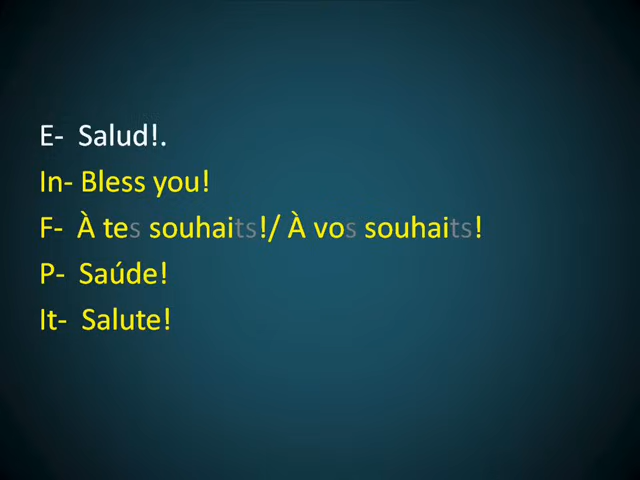 E- Salud!.
In- Bless you!
F- À tes souhaits!/ À vos souhaits!
P- Saúde!
It- Salute!